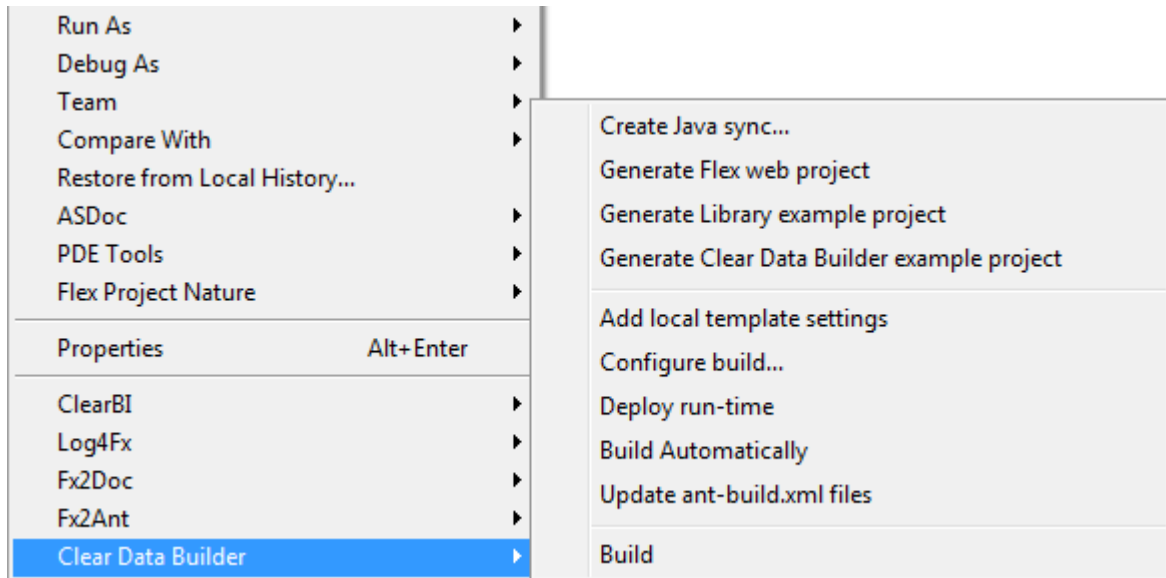 Run As
Debug As
Team
Compare With
Restore from Local History...
ASDoc
PDE Tools
Flex Project Nature
Properties Alt+Enter
ClearBI
Log4Fx
Fx2Doc
Fx2Ant
Clear Data Builder
Create Java sync...
Generate Flex web project
Generate Library example project
Generate Clear Data Builder example project
Add local template settings
Configure build...
Deploy run-time
Build Automatically
Update ant-build.xml files
Build